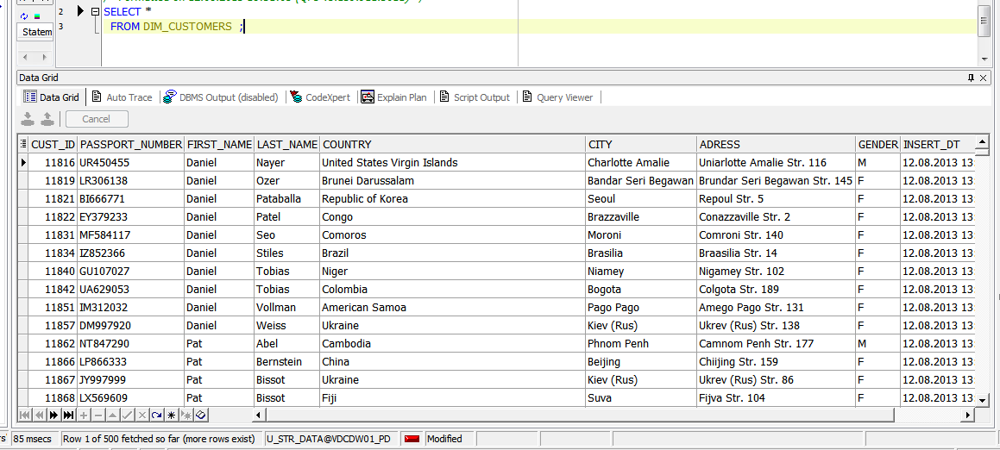 2 SELECT *
3 FROM DIM_CUSTOMERS ;
Statem
Data Grid
Data Grid Auto Trace DBMS Output (disabled) CodeXpert Explain Plan Script Output Query Viewer
Cancel
CUST_ID PASSPORT_NUMBER FIRST_NAME LAST_NAME COUNTRY CITY ADRESS GENDER INSERT_DT
11816 UR450455 Daniel Nayer United States Virgin Islands Charlotte Amalie Uniarlotte Amalie Str. 116 M 12.08.2013 13
11819 LR306138 Daniel Ozer Brunei Darussalam Bandar Seri Begawan Brundar Seri Begawan Str. 145 F 12.08.2013 13
11821 BI666771 Daniel Pataballa Republic of Korea Seoul Repoul Str. 5 F 12.08.2013 13
11822 EY379233 Daniel Patel Congo Brazzaville Conazzaville Str. 2 F 12.08.2013 13
11831 MF584117 Daniel Seo Comoros Moroni Comroni Str. 140 F 12.08.2013 13
11834 IZ852366 Daniel Stiles Brazil Brasilia Braasilia Str. 14 F 12.08.2013 13
11840 GU107027 Daniel Tobias Niger Niamey Nigamey Str. 102 F 12.08.2013 13
11842 UA629053 Daniel Tobias Colombia Bogota Colgota Str. 189 F 12.08.2013 13
11851 IM312032 Daniel Vollman American Samoa Pago Pago Amego Pago Str. 131 F 12.08.2013 13
11857 DM997920 Daniel Weiss Ukraine Kiev (Rus) Ukrev (Rus) Str. 138 F 12.08.2013 13
11862 NT847290 Pat Abel Cambodia Phnom Penh Camnom Penh Str. 177 M 12.08.2013 13
11866 LP866333 Pat Bernstein China Beijing Chiijing Str. 159 F 12.08.2013 13
11867 JY997999 Pat Bissot Ukraine Kiev (Rus) Ukrev (Rus) Str. 86 F 12.08.2013 13
11868 LX569609 Pat Bissot Fiji Suva Fijva Str. 104 F 12.08.2013 13
85 msecs Row 1 of 500 fetched so far (more rows exist) U_STR_DATA@VDCDW01_PD Modified